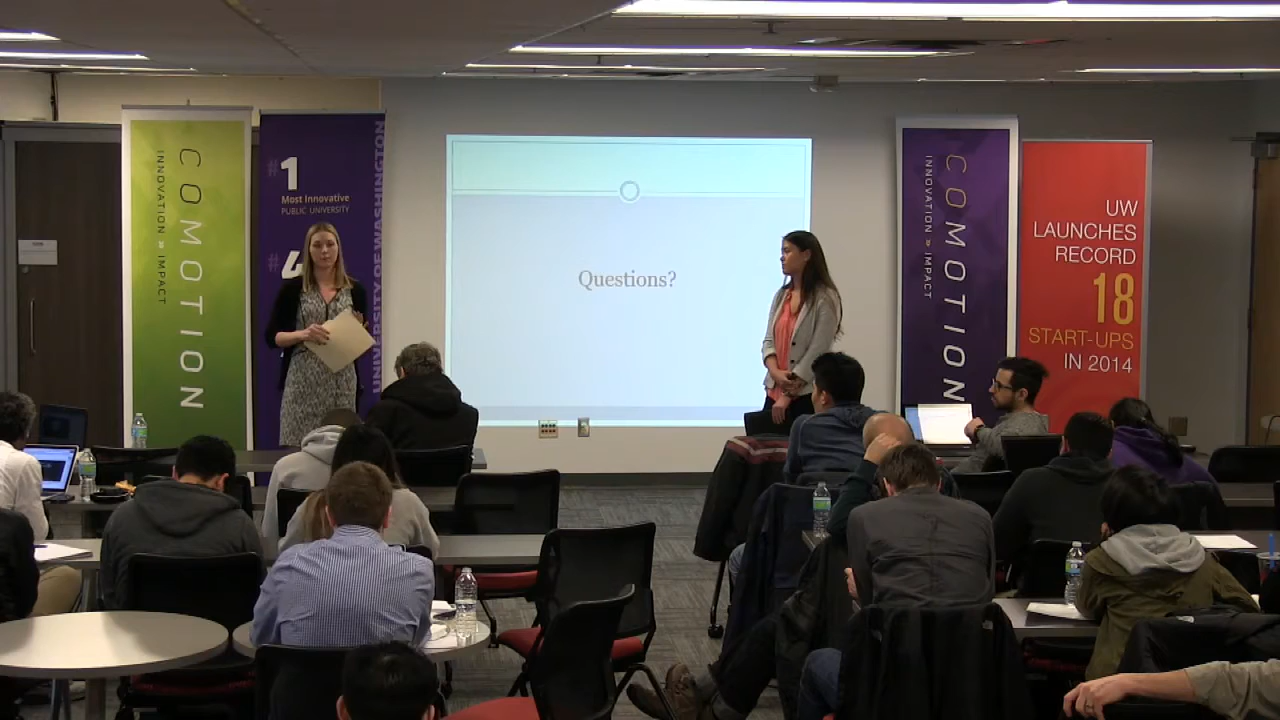 COMOTION
INNOVATION » IMPACT
#1
Most Innovative
PUBLIC UNIVERSITY
#4
UNIVERSITY OF WASHINGTON
Questions?
COMOTION
INNOVATION » IMPACT
UW
LAUNCHES
RECORD
18
START-UPS
IN 2014